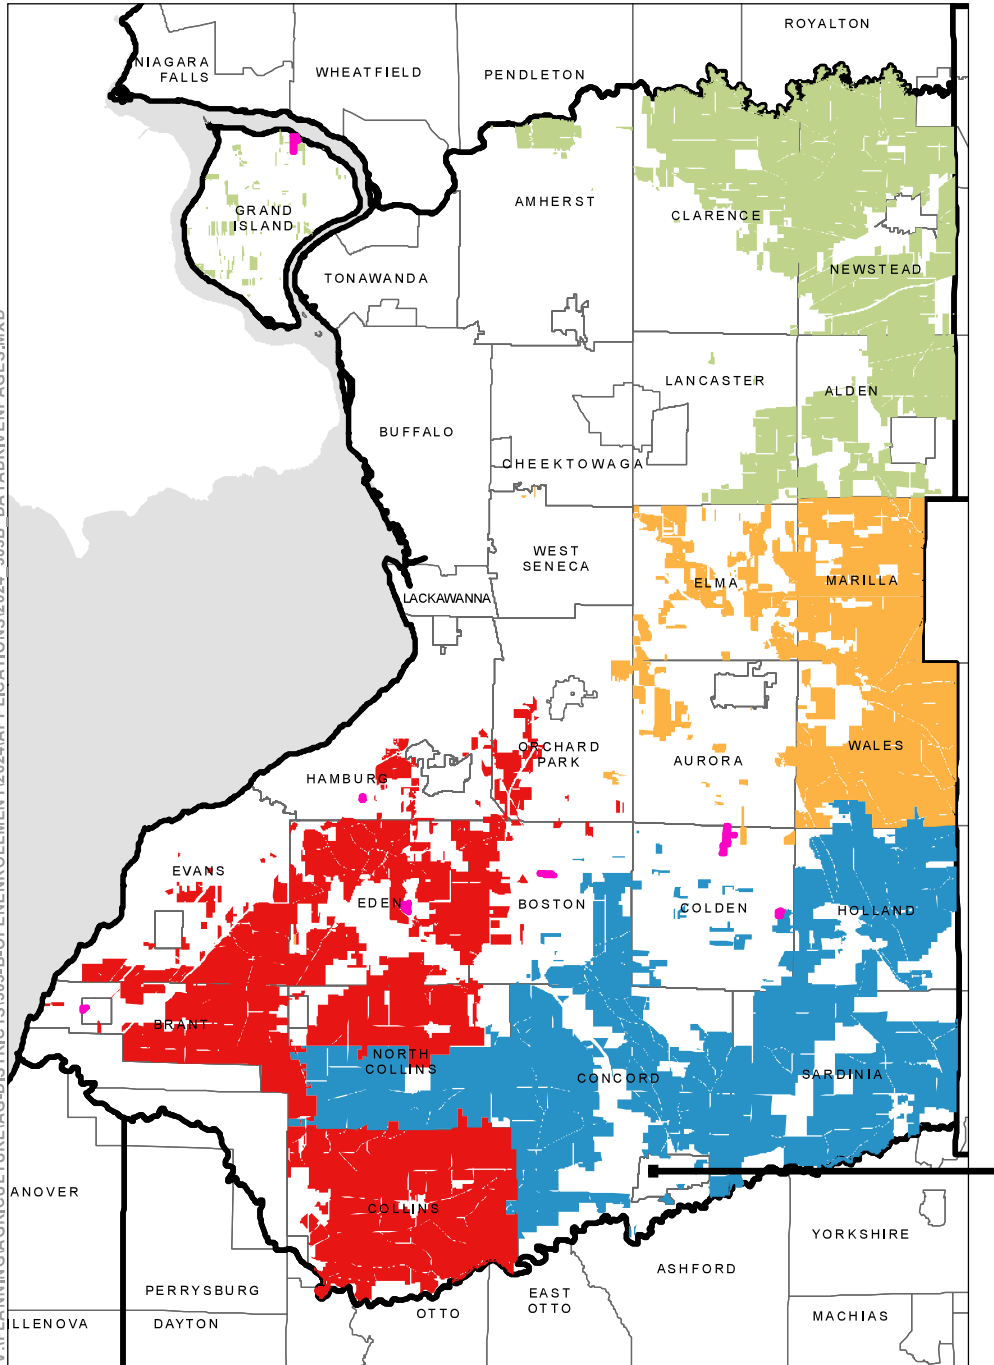 ROYALTON
NIAGARA
FALLS
WHEATFIELD
PENDLETON
GRAND
ISLAND
AMHERST
CLARENCE
NEWSTEAD
TONAWANDA
LANCASTER
ALDEN
BUFFALO
CHEEKTOWAGA
WEST
SENECA
ELMA
MARILLA
LACKAWANNA
ORCHARD
PARK
WALES
AURORA
HAMBURG
EVANS
EDEN
BOSTON
COLDEN
HOLLAND
BRANT
NORTH
COLLINS
CONCORD
SARDINIA
ANOVER
COLLINS
YORKSHIRE
ASHFORD
PERRYSBURG
EAST
OTTO
OTTO
MACHIAS
LLENOVA
DAYTON